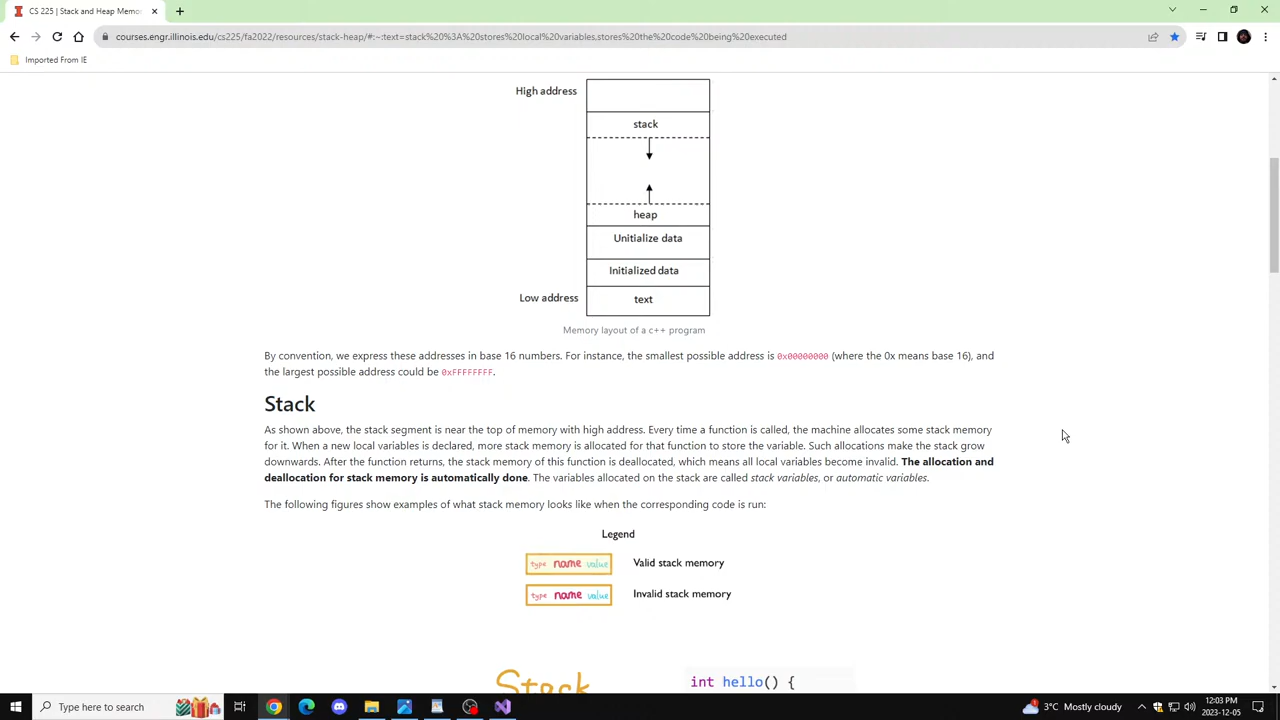 CS 225 | Stack and Heap Memo
courses.engr.illinois.edu/cs225/fa2022/resources/stack-heap/#:~:text=stack%20%3A%20stores%20local%20variables,stores%20the%20code%20being%20executed
Imported From IE
High address
stack
heap
Unitialize data
Initialized data
Low address
text
Memory layout of a c++ program
By convention, we express these addresses in base 16 numbers. For instance, the smallest possible address is 0x00000000 (where the 0x means base 16), and
the largest possible address could be 0xFFFFFFFF.
Stack
As shown above, the stack segment is near the top of memory with high address. Every time a function is called, the machine allocates some stack memory
for it. When a new local variables is declared, more stack memory is allocated for that function to store the variable. Such allocations make the stack grow
downwards. After the function returns, the stack memory of this function is deallocated, which means all local variables become invalid. The allocation and
deallocation for stack memory is automatically done. The variables allocated on the stack are called stack variables, or automatic variables.
The following figures show examples of what stack memory looks like when the corresponding code is run:
Legend
type name value Valid stack memory
type name value Invalid stack memory
Stack
int hello() {
Type here to search
3°C Mostly cloudy
12:03 PM
2023-12-05